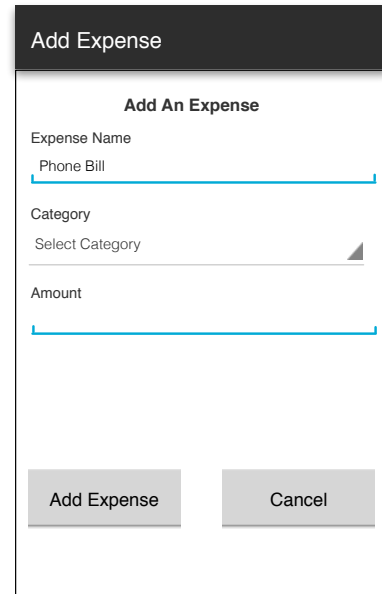 Add Expense
Add An Expense
Expense Name
Phone Bill
Category
Select Category
Amount
Add Expense
Cancel